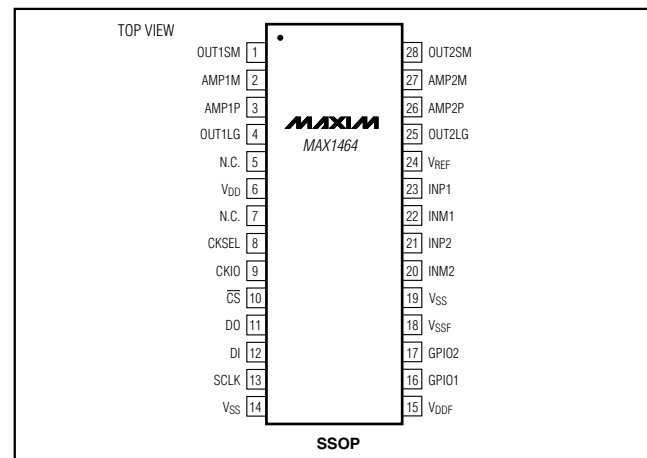 TOP VIEW
OUT1SM 1
28 OUT2SM
AMP1M 2
27 AMP2M
AMP1P 3
26 AMP2P
OUT1LG 4
25 OUT2LG
MAXIM
MAX1464
N.C. 5
24 VREF
VDD 6
23 INP1
N.C. 7
22 INM1
CKSEL 8
21 INP2
CKIO 9
20 INM2
C̅S̅ 10
19 VSS
DO 11
18 VSSF
DI 12
17 GPIO2
SCLK 13
16 GPIO1
VSS 14
15 VDDF
SSOP